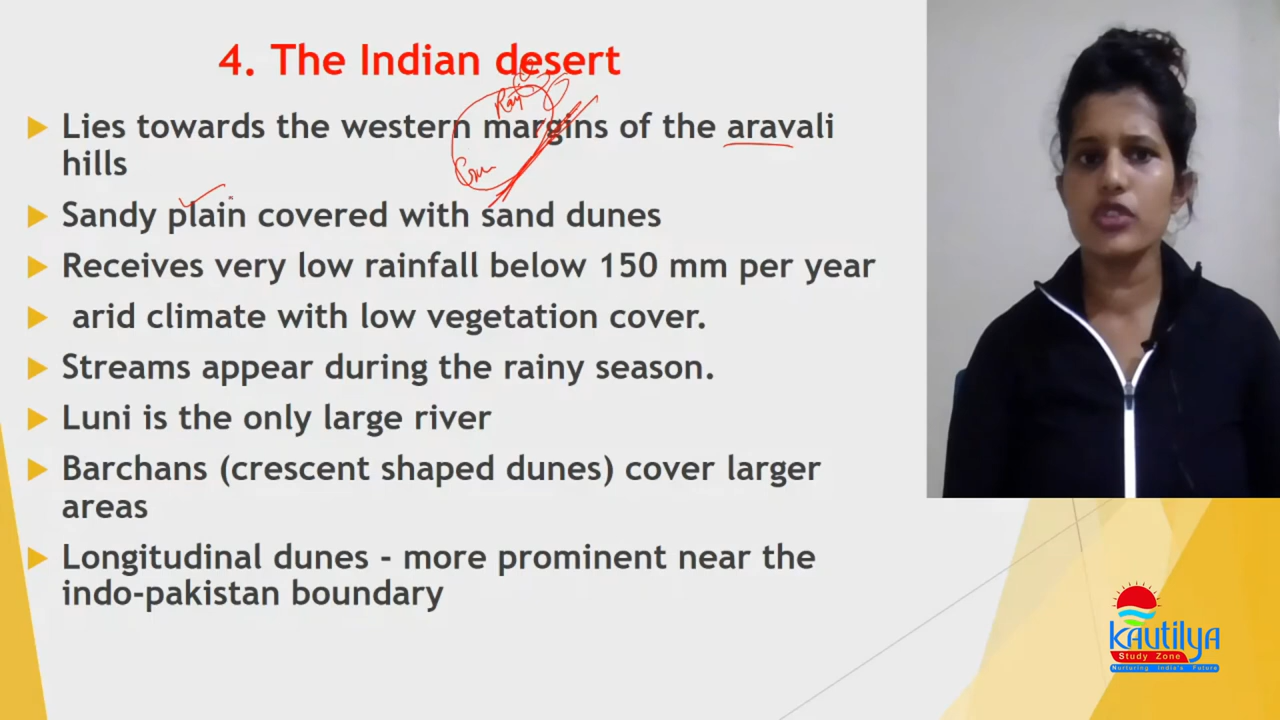 4. The Indian desert
Lies towards the western margins of the aravali
hills
Sandy plain covered with sand dunes
Receives very low rainfall below 150 mm per year
arid climate with low vegetation cover.
Streams appear during the rainy season.
Luni is the only large river
Barchans (crescent shaped dunes) cover larger
areas
Longitudinal dunes - more prominent near the
indo-pakistan boundary
kautilya
Study Zone
Nurturing India's Future